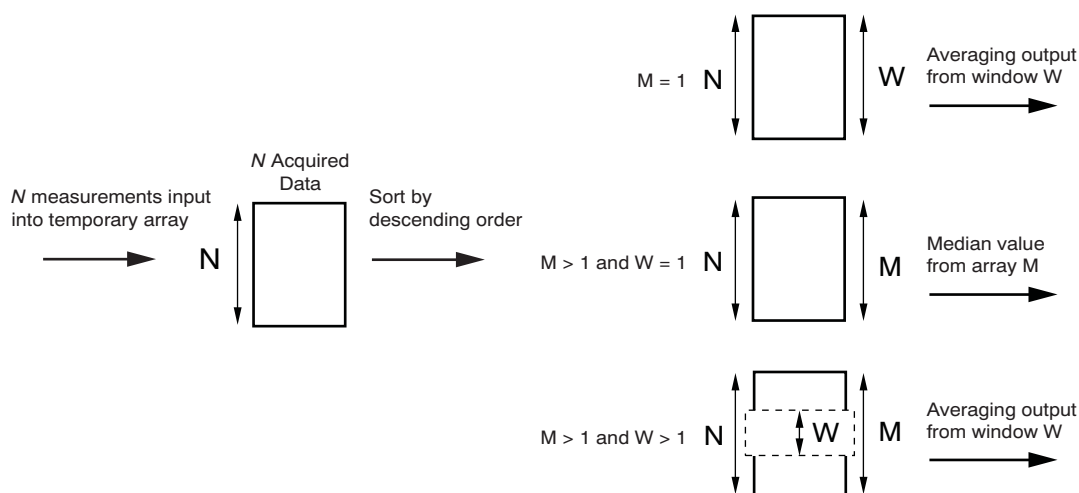 N measurements input
into temporary array
N
N Acquired
Data
Sort by
descending order
M = 1
N
W
Averaging output
from window W
M > 1 and W = 1
N
M
Median value
from array M
M > 1 and W > 1
N
W
M
Averaging output
from window W